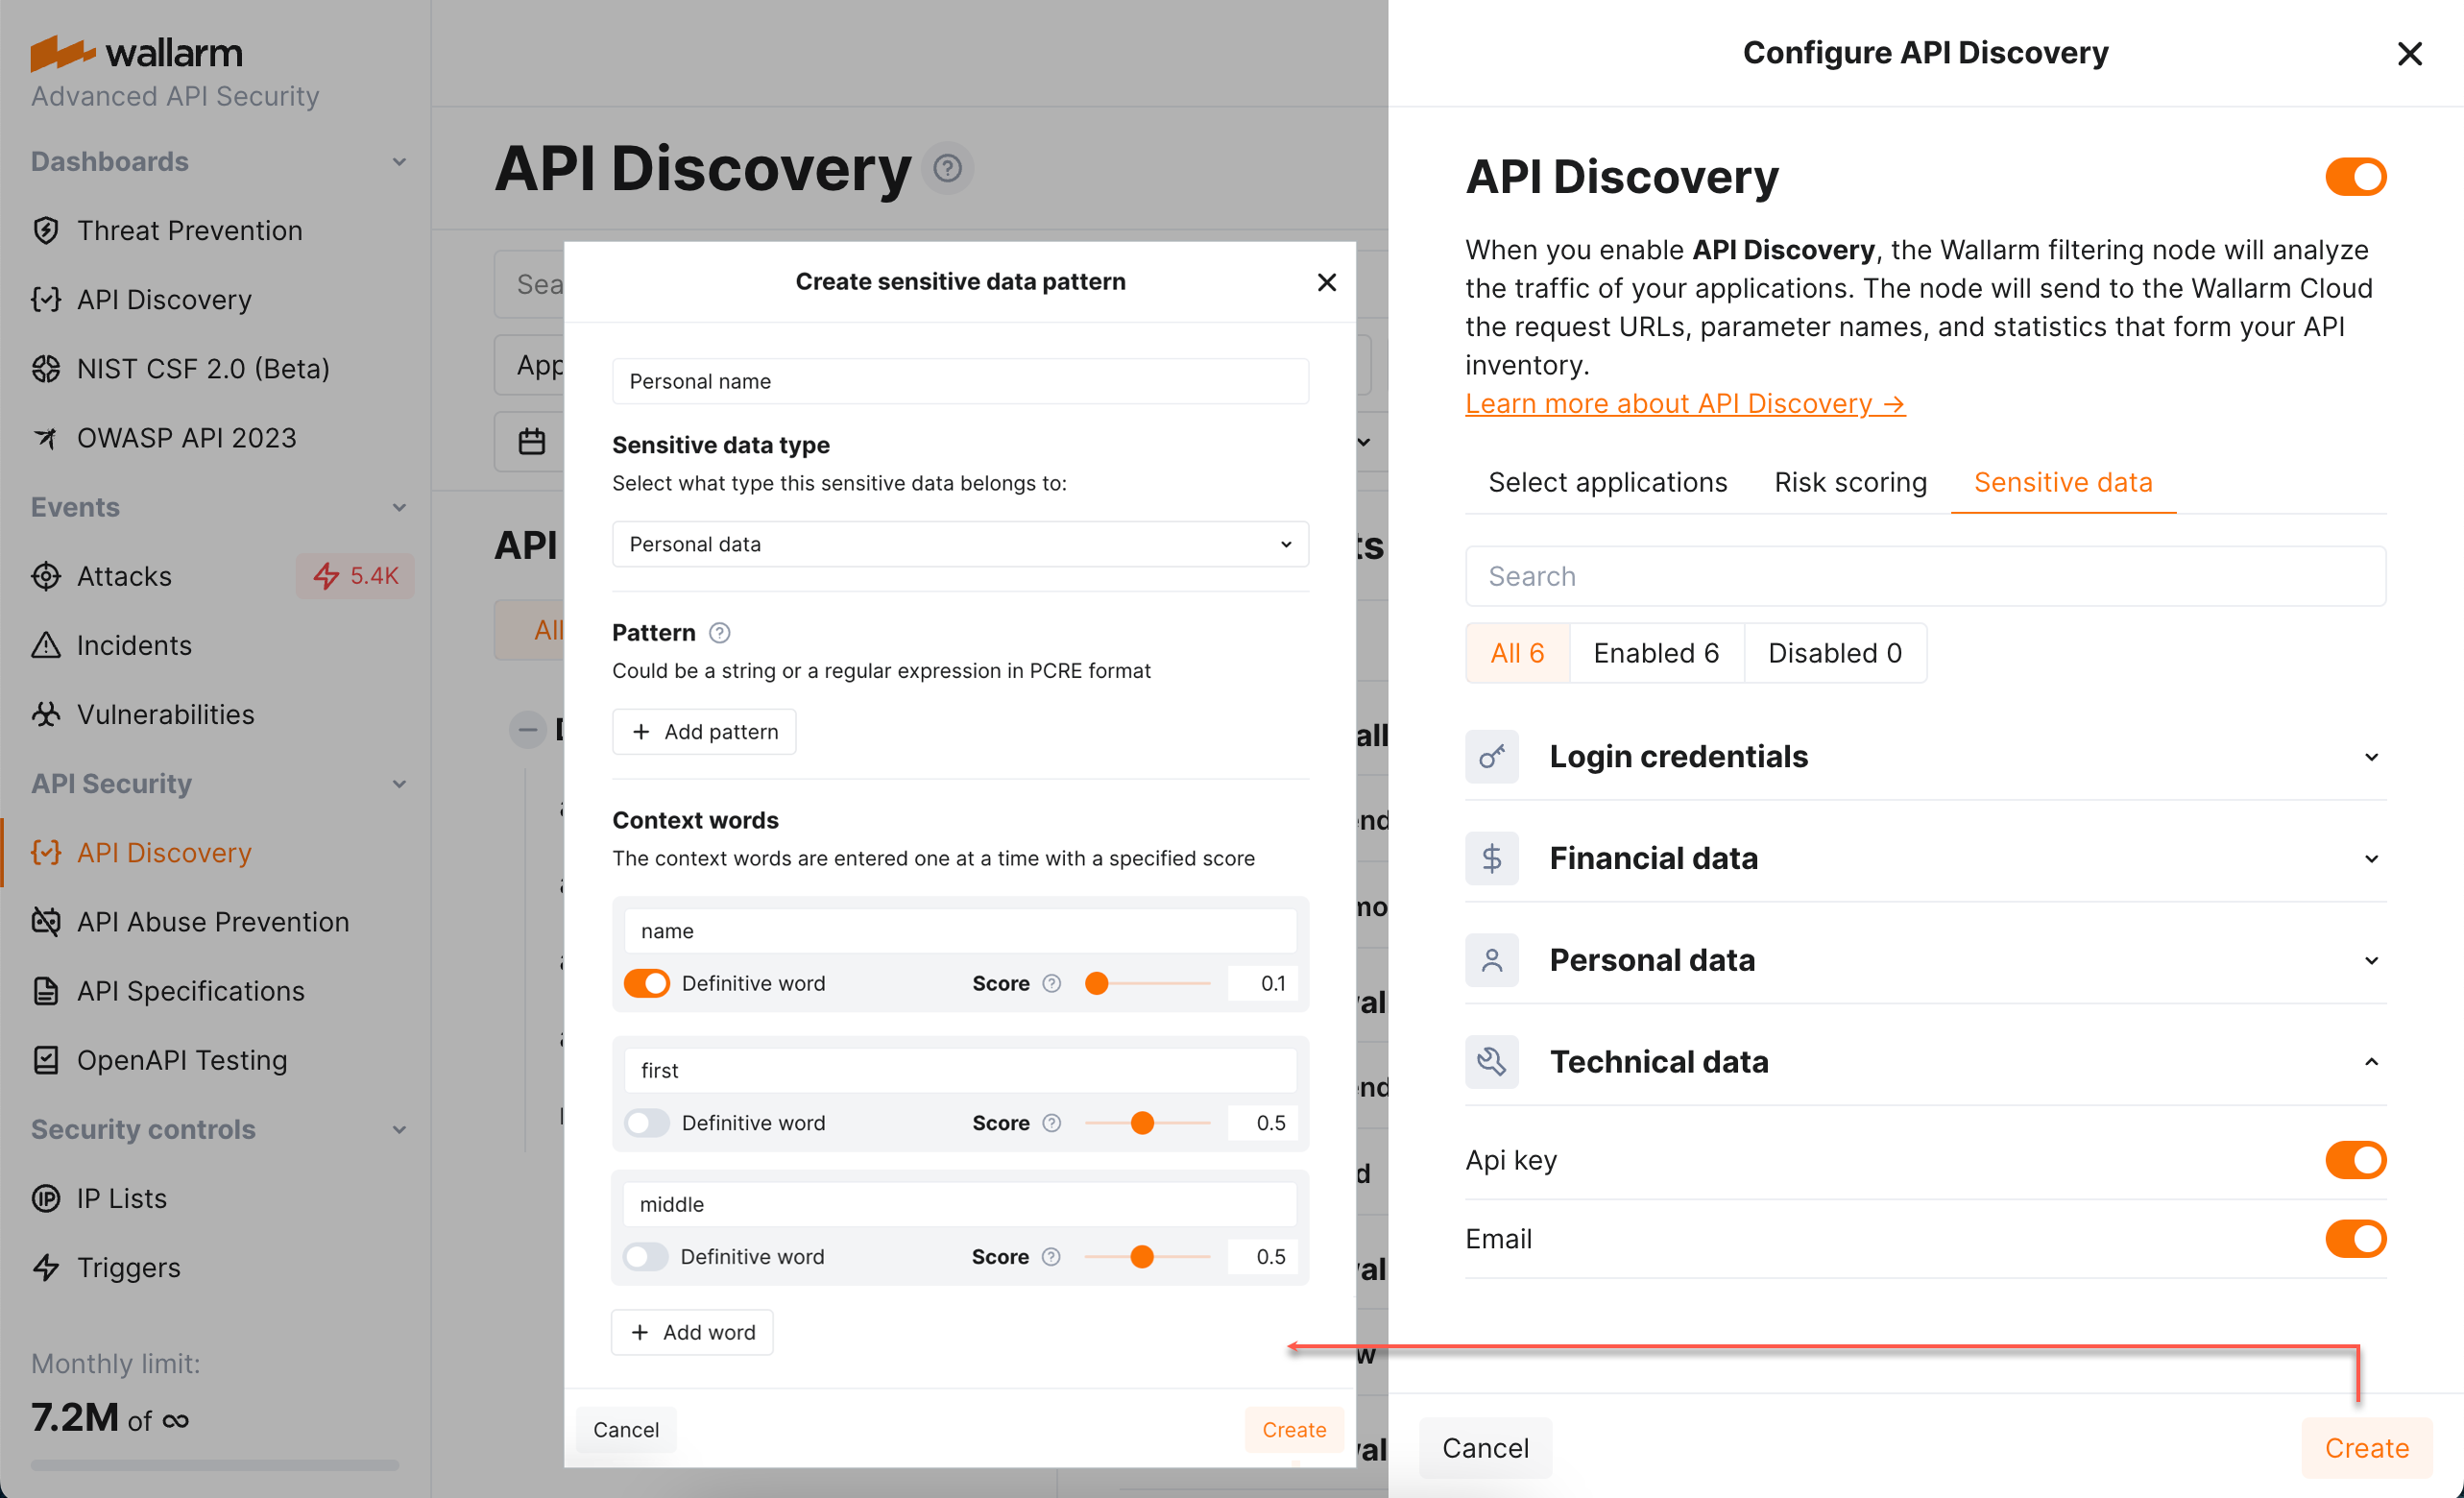 wallarm
Advanced API Security
Dashboards
Threat Prevention
API Discovery
NIST CSF 2.0 (Beta)
OWASP API 2023
Events
Attacks
5.4K
Incidents
Vulnerabilities
API Security
API Discovery
API Abuse Prevention
API Specifications
OpenAPI Testing
Security controls
IP Lists
Triggers
Monthly limit:
7.2M of ∞
API Discovery ?
Sea
App
API
ts
All
Create sensitive data pattern
Personal name
Sensitive data type
Select what type this sensitive data belongs to:
Personal data
Pattern ?
Could be a string or a regular expression in PCRE format
+ Add pattern
Context words
The context words are entered one at a time with a specified score
name
Definitive word Score ? 0.1
first
Definitive word Score ? 0.5
middle
Definitive word Score ? 0.5
+ Add word
Cancel
Create
Configure API Discovery
API Discovery
When you enable API Discovery, the Wallarm filtering node will analyze
the traffic of your applications. The node will send to the Wallarm Cloud
the request URLs, parameter names, and statistics that form your API
inventory.
Learn more about API Discovery →
Select applications Risk scoring Sensitive data
Search
All 6 Enabled 6 Disabled 0
Login credentials
Financial data
Personal data
Technical data
Api key
Email
Cancel
Create